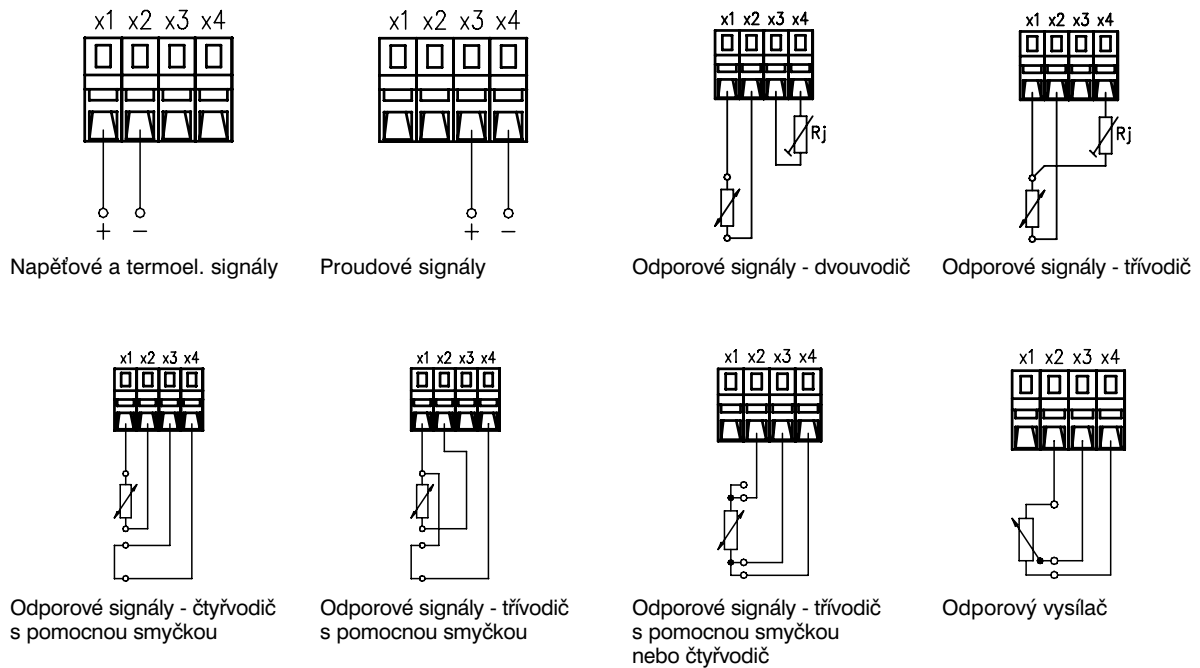 x1 x2 x3 x4
+ −
Napěťové a termoel. signály
x1 x2 x3 x4
+ −
Proudové signály
x1 x2 x3 x4
Rj
Odporové signály - dvouvodič
x1 x2 x3 x4
Rj
Odporové signály - třívodič
x1 x2 x3 x4
Odporové signály - čtyřvodič
s pomocnou smyčkou
x1 x2 x3 x4
Odporové signály - třívodič
s pomocnou smyčkou
x1 x2 x3 x4
Odporové signály - třívodič
s pomocnou smyčkou
nebo čtyřvodič
x1 x2 x3 x4
Odporový vysílač